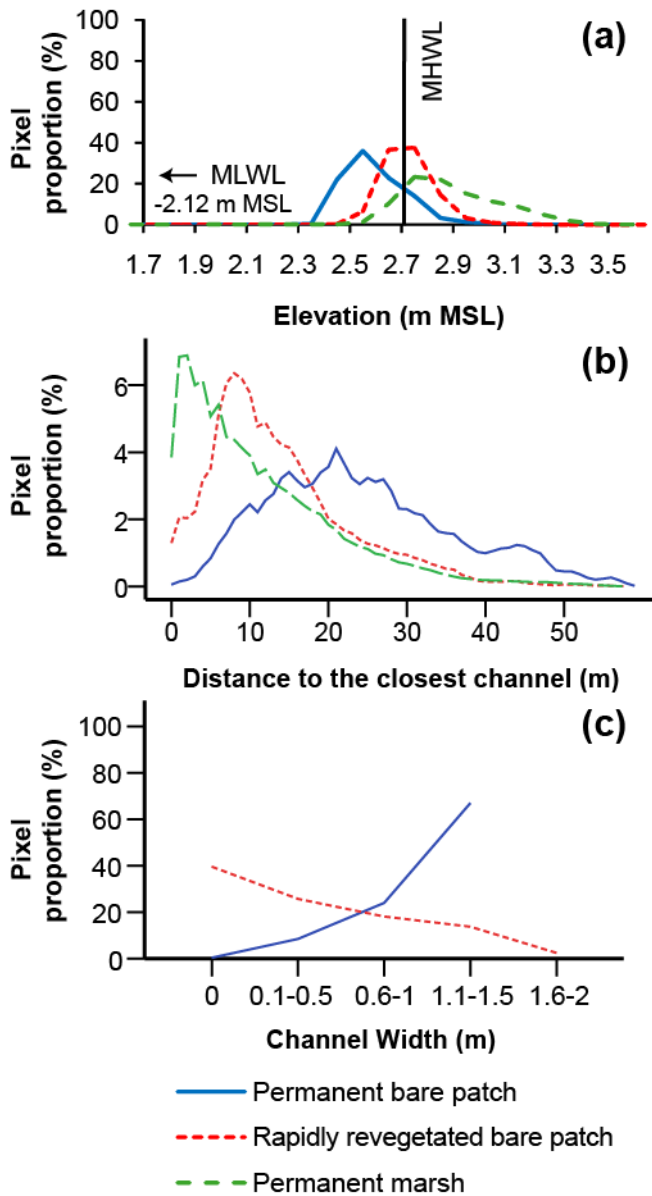 (a)
Pixel
proportion (%)
100
80
60
40
20
0
MHWL
← MLWL
-2.12 m MSL
1.7 1.9 2.1 2.3 2.5 2.7 2.9 3.1 3.3 3.5
Elevation (m MSL)
(b)
Pixel
proportion (%)
6
4
2
0
0 10 20 30 40 50
Distance to the closest channel (m)
(c)
Pixel
proportion (%)
100
80
60
40
20
0
0 0.1-0.5 0.6-1 1.1-1.5 1.6-2
Channel Width (m)
Permanent bare patch
Rapidly revegetated bare patch
Permanent marsh